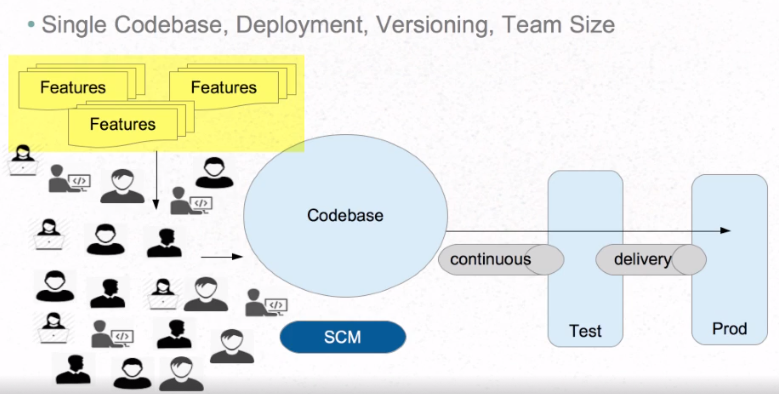 • Single Codebase, Deployment, Versioning, Team Size
Features
Features
Features
</>
</>
Codebase
continuous
delivery
</>
</>
SCM
Test
Prod